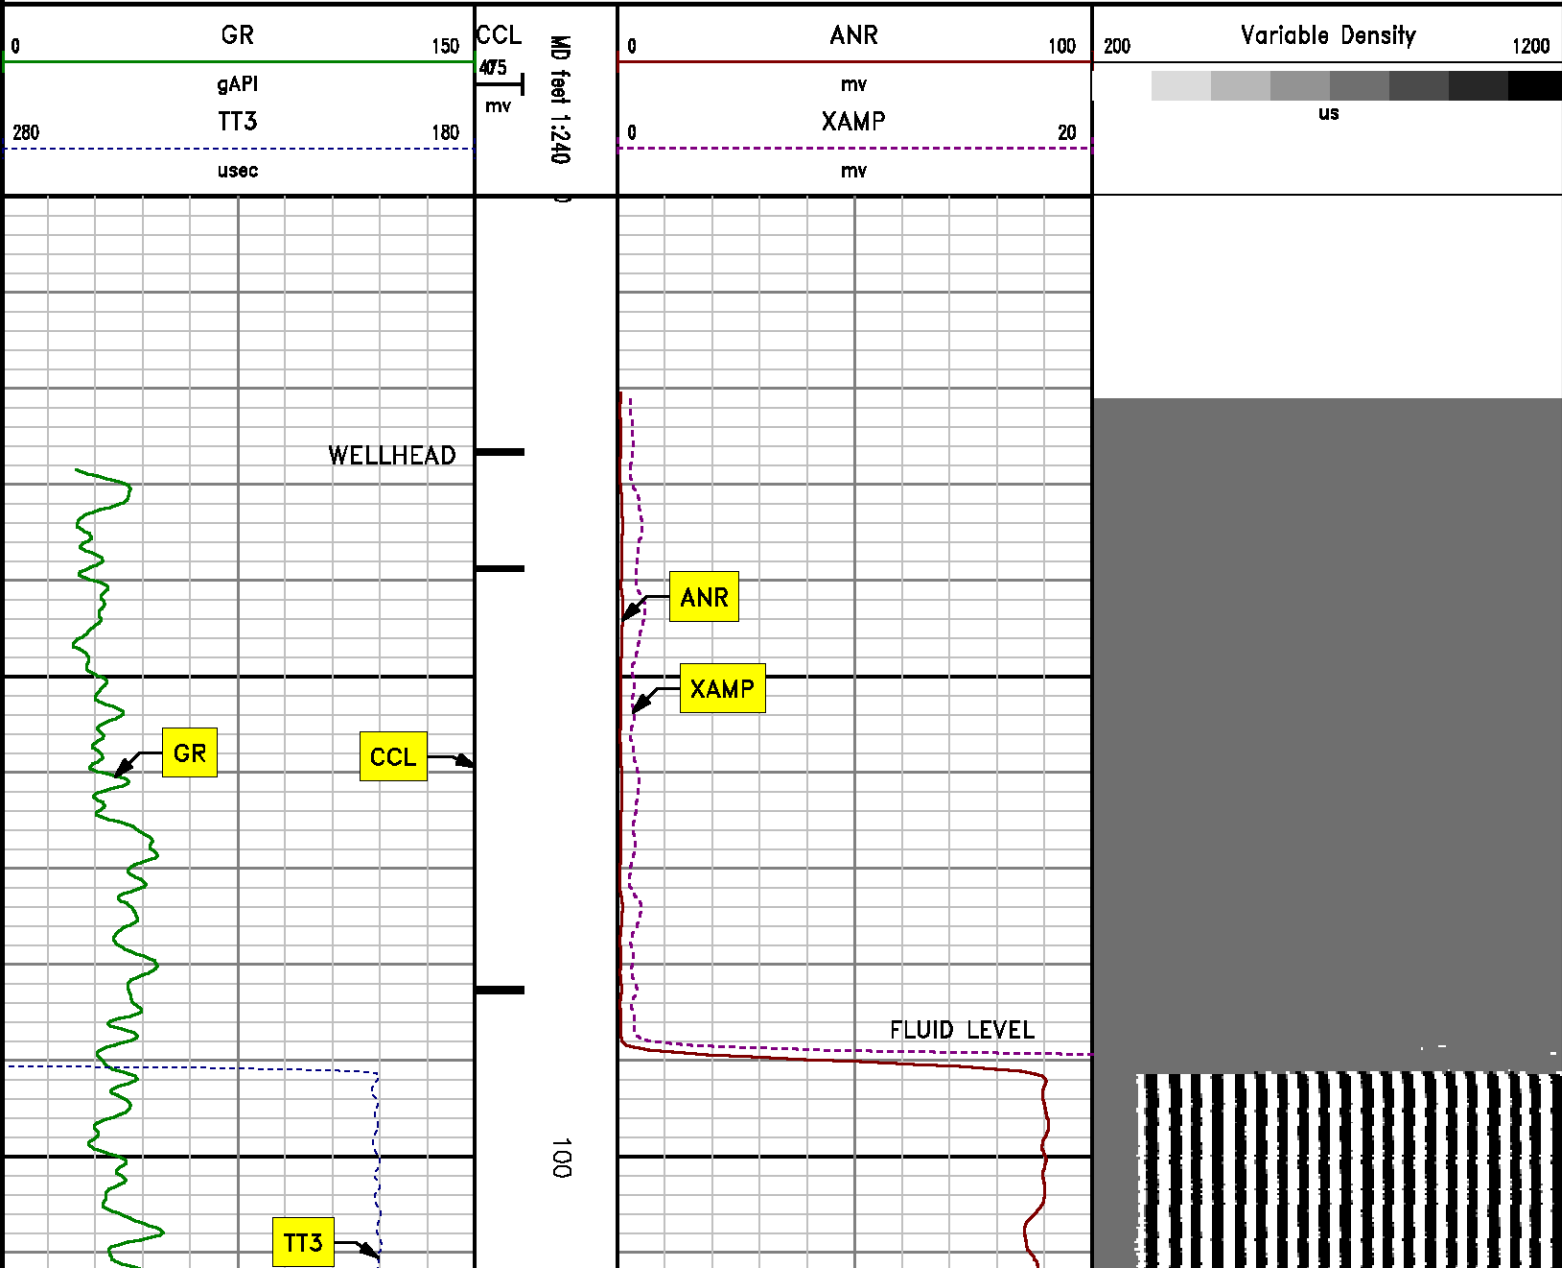 GR
0 150
gAPI
TT3
280 180
usec
CCL
mv
MD feet 1:240
ANR
0 100
mv
XAMP
0 20
mv
Variable Density
200 1200
us
0
WELLHEAD
ANR
XAMP
GR
CCL
FLUID LEVEL
100
TT3